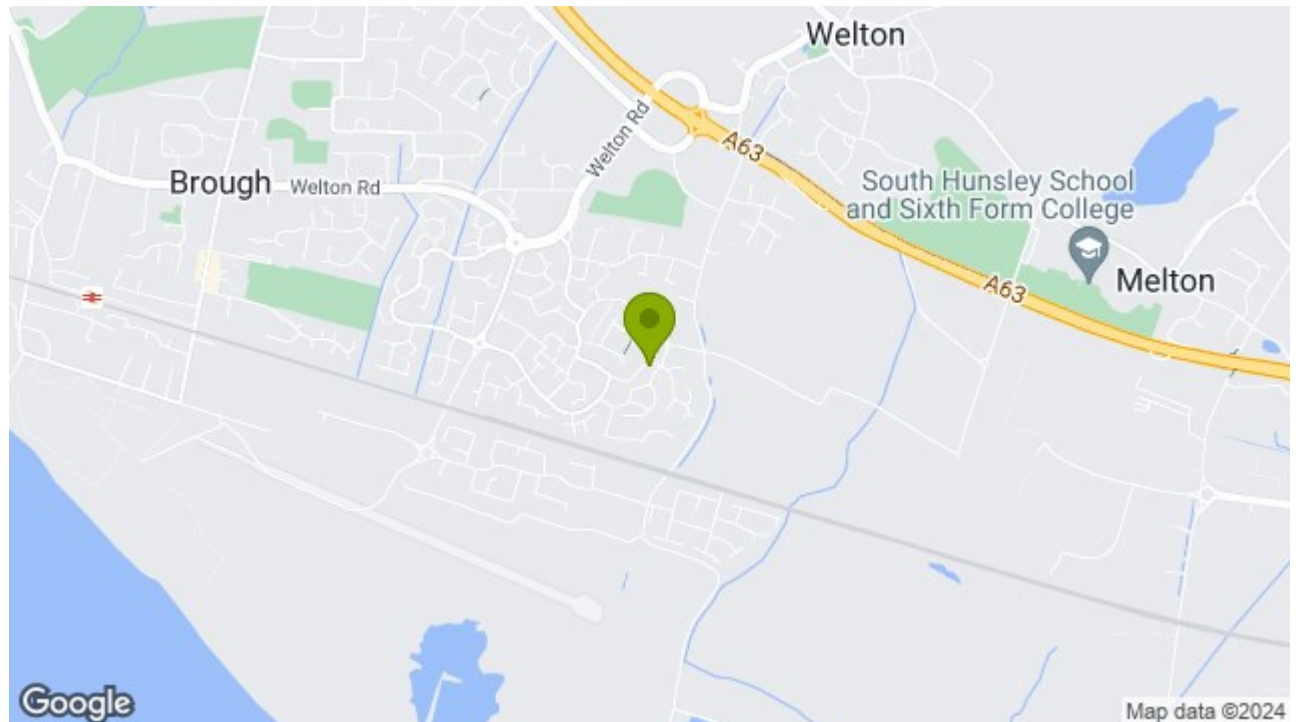 Welton
Welton Rd
A63
South Hunsley School
and Sixth Form College
Brough
Welton Rd
A63
Melton
Google
Map data ©2024